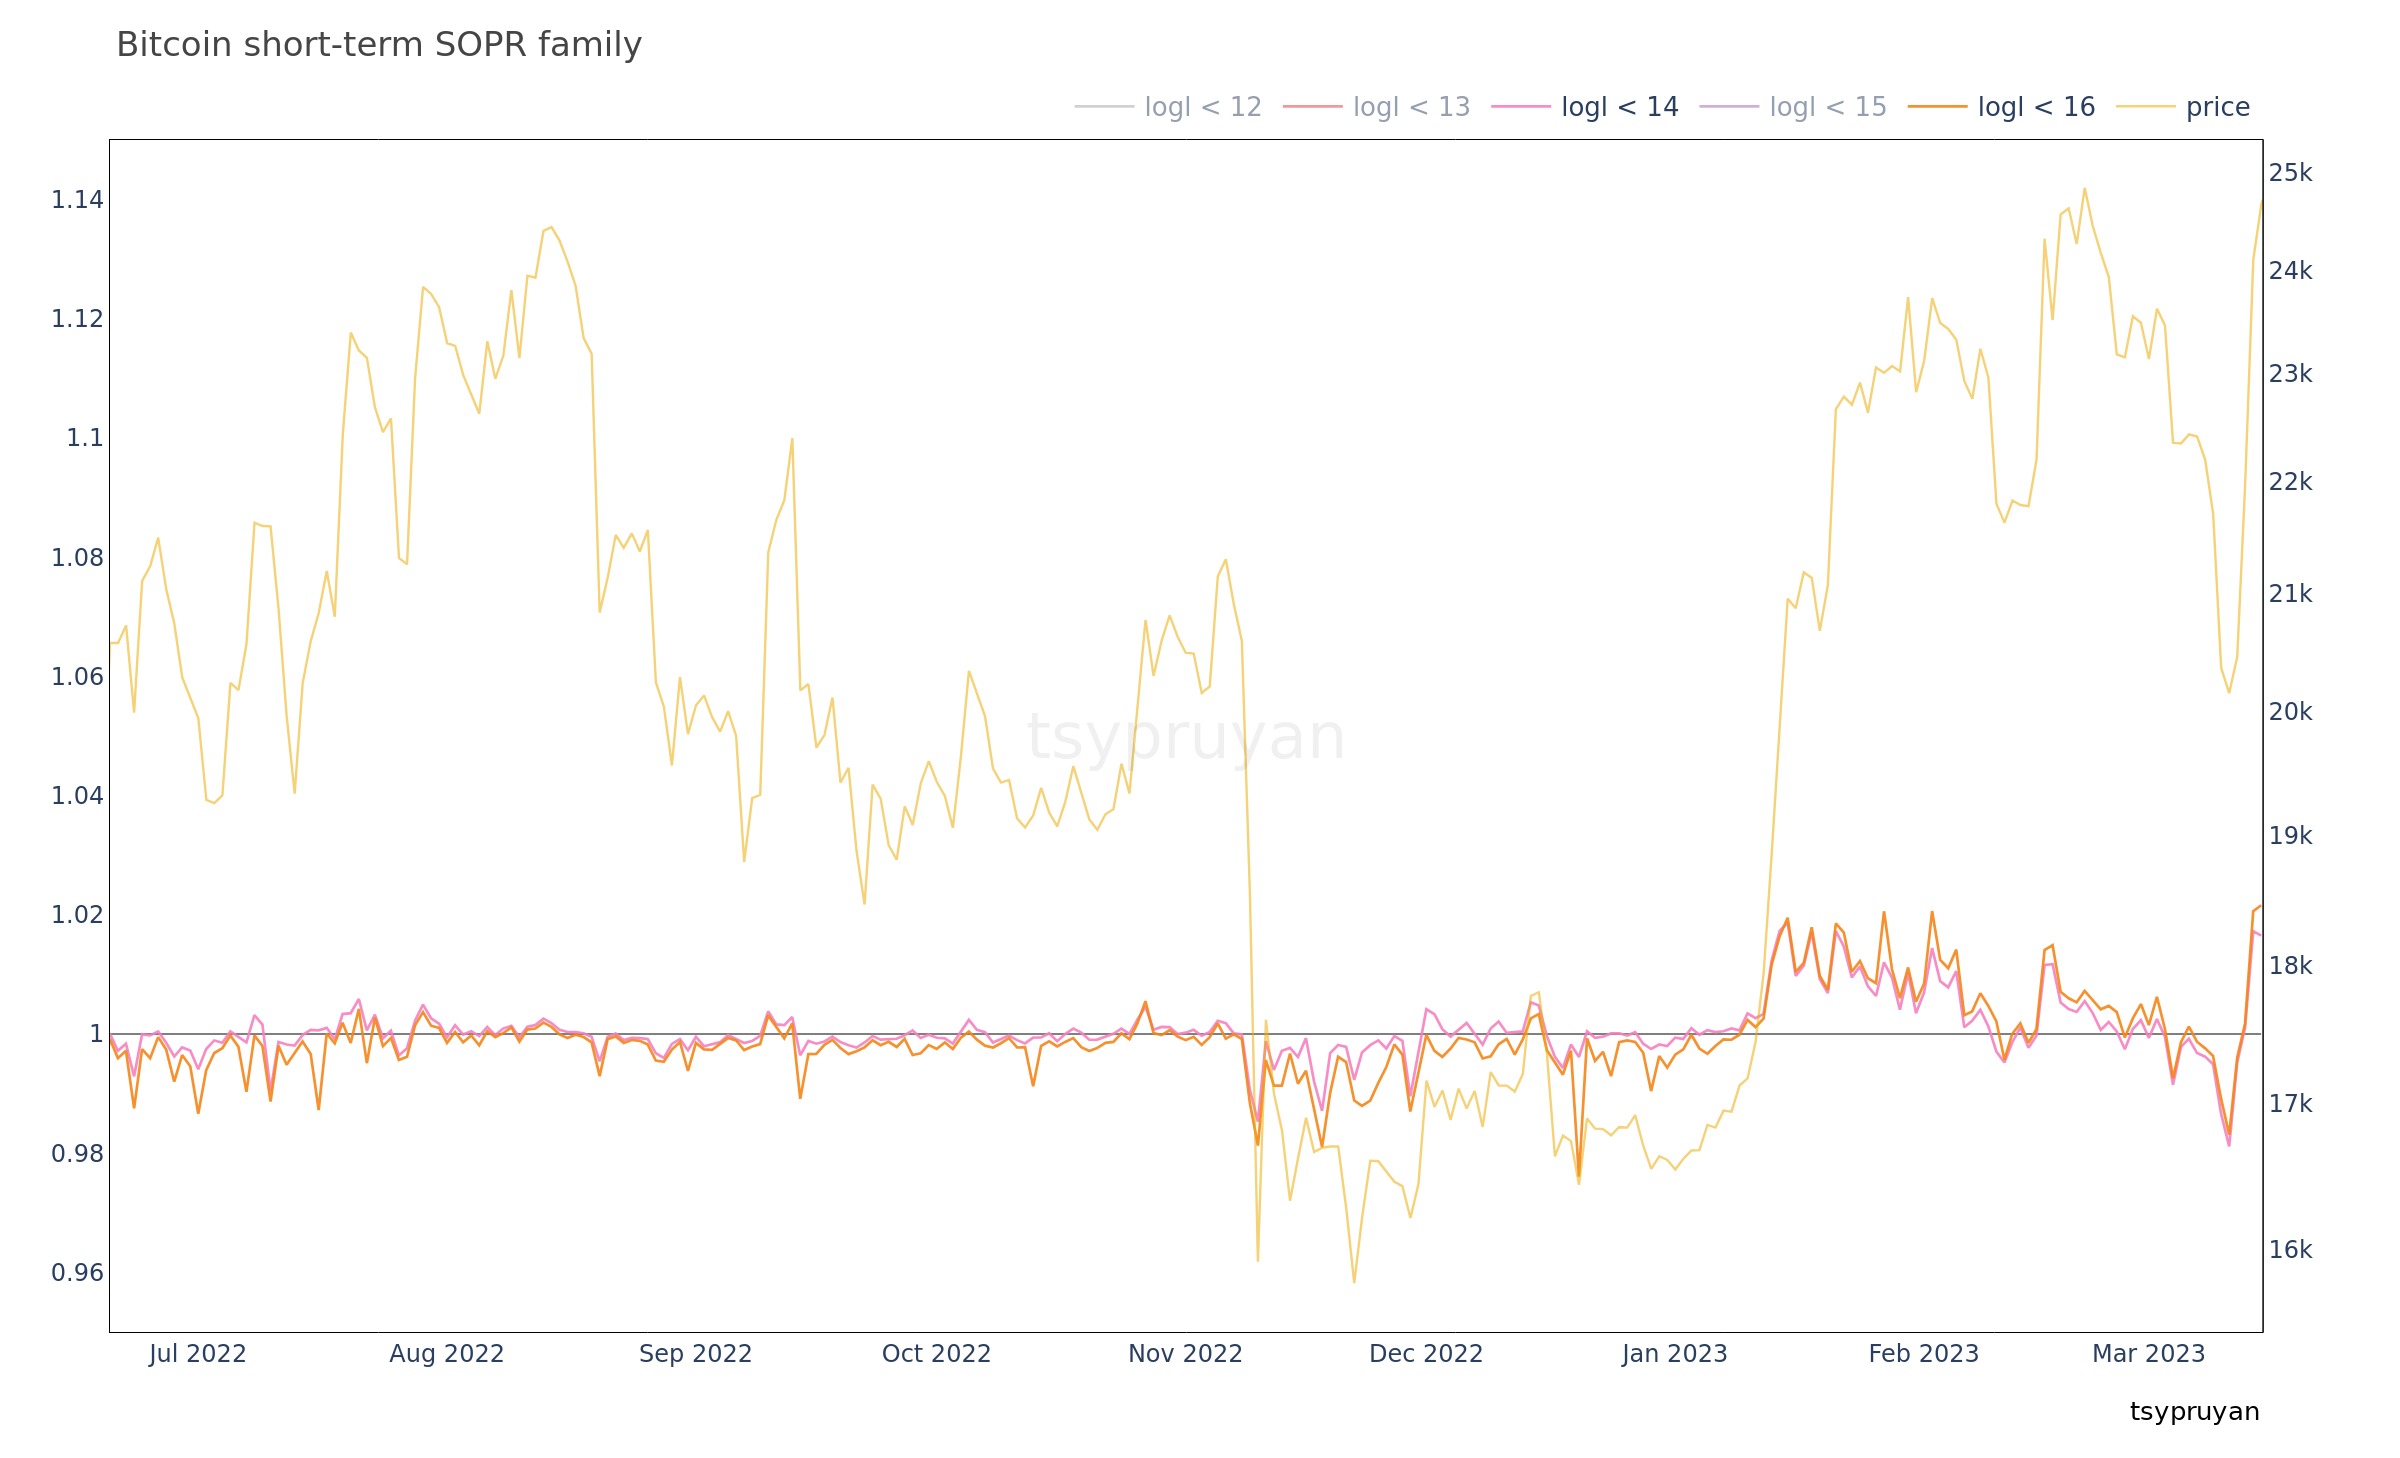 Bitcoin short-term SOPR family
logl < 12 logl < 13 logl < 14 logl < 15 logl < 16 price
1.14
1.12
1.1
1.08
1.06
1.04
1.02
1
0.98
0.96
25k
24k
23k
22k
21k
20k
19k
18k
17k
16k
tsypruyan
Jul 2022 Aug 2022 Sep 2022 Oct 2022 Nov 2022 Dec 2022 Jan 2023 Feb 2023 Mar 2023
tsypruyan